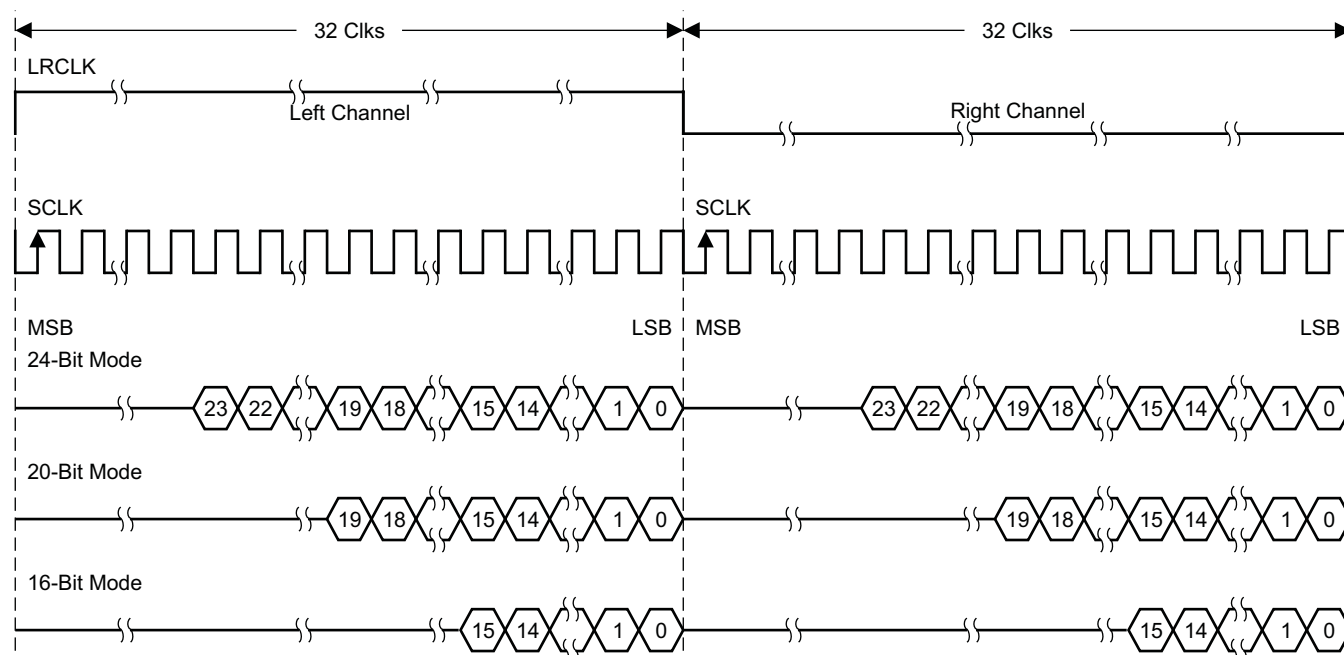 32 Clks 32 Clks
LRCLK
Left Channel Right Channel
SCLK SCLK
MSB LSB MSB LSB
24-Bit Mode
23 22 19 18 15 14 1 0 23 22 19 18 15 14 1 0
20-Bit Mode
19 18 15 14 1 0 19 18 15 14 1 0
16-Bit Mode
15 14 1 0 15 14 1 0